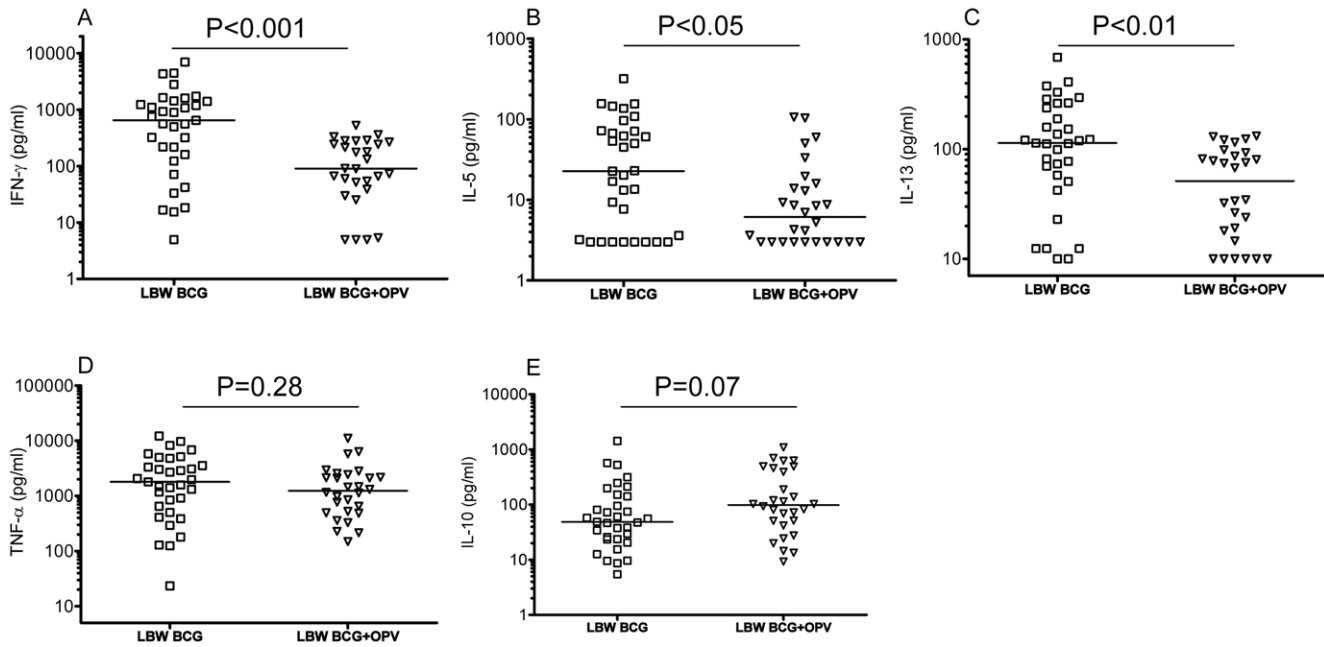 A
P<0.001
IFN-γ (pg/ml)
10000
1000
100
10
1
LBW BCG
LBW BCG+OPV
B
P<0.05
IL-5 (pg/ml)
1000
100
10
1
LBW BCG
LBW BCG+OPV
C
P<0.01
IL-13 (pg/ml)
1000
100
10
LBW BCG
LBW BCG+OPV
D
P=0.28
TNF-α (pg/ml)
100000
10000
1000
100
10
LBW BCG
LBW BCG+OPV
E
P=0.07
IL-10 (pg/ml)
10000
1000
100
10
1
LBW BCG
LBW BCG+OPV